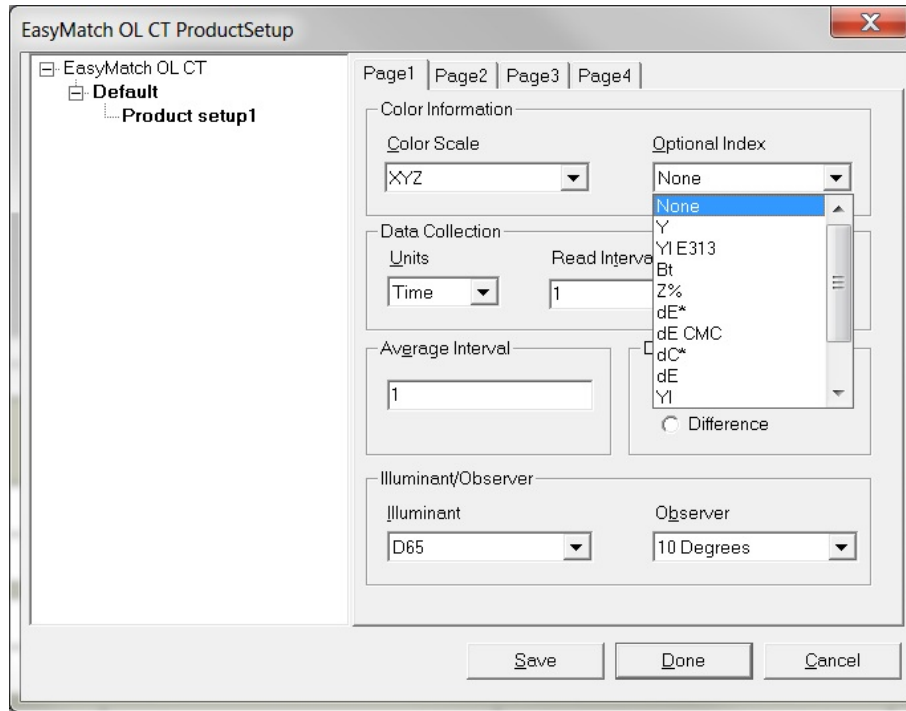 EasyMatch OL CT ProductSetup
X
EasyMatch OL CT
Default
Product setup1
Page1 Page2 Page3 Page4
Color Information
Color Scale Optional Index
XYZ None
None
Y
YI E313
Bt
Z%
dE*
dE CMC
dC*
dE
YI
Data Collection
Units Read Interva
Time 1
Average Interval D
1
Difference
Illuminant/Observer
Illuminant Observer
D65 10 Degrees
Save Done Cancel